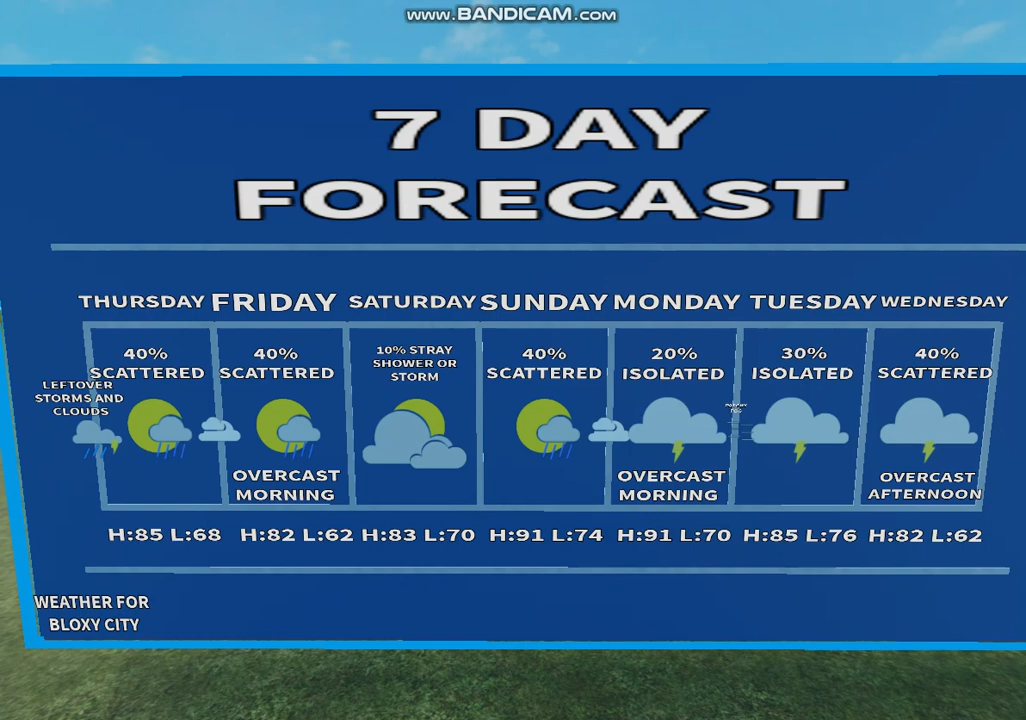 www.BANDICAM.com
7 DAY
FORECAST
THURSDAY FRIDAY SATURDAY SUNDAY MONDAY TUESDAY WEDNESDAY
40%
SCATTERED
LEFTOVER
STORMS AND
CLOUDS
40%
SCATTERED
OVERCAST
MORNING
10% STRAY
SHOWER OR
STORM
40%
SCATTERED
20%
ISOLATED
OVERCAST
MORNING
30%
ISOLATED
40%
SCATTERED
OVERCAST
AFTERNOON
H:85 L:68 H:82 L:62 H:83 L:70 H:91 L:74 H:91 L:70 H:85 L:76 H:82 L:62
WEATHER FOR
BLOXY CITY